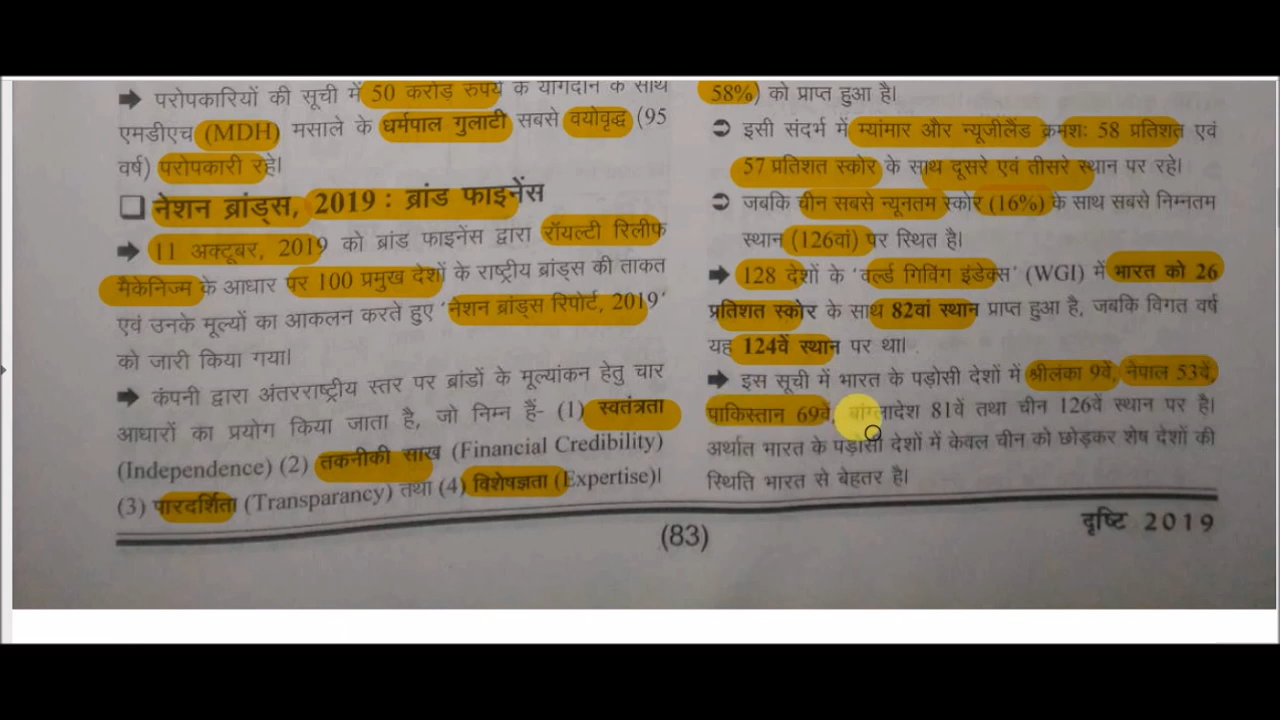 ➡ परोपकारियों की सूची में 50 करोड़ रुपये के योगदान के साथ
एमडीएच (MDH) मसाले के धर्मपाल गुलाटी सबसे वयोवृद्ध (95
वर्ष) परोपकारी रहे।
❑ नेशन ब्रांड्स, 2019 : ब्रांड फाइनेंस
➡ 11 अक्टूबर, 2019 को ब्रांड फाइनेंस द्वारा रॉयल्टी रिलीफ
मैकेनिज्म के आधार पर 100 प्रमुख देशों के राष्ट्रीय ब्रांड्स की ताकत
एवं उनके मूल्यों का आकलन करते हुए ‘नेशन ब्रांड्स रिपोर्ट, 2019’
को जारी किया गया।
➡ कंपनी द्वारा अंतरराष्ट्रीय स्तर पर ब्रांडों के मूल्यांकन हेतु चार
आधारों का प्रयोग किया जाता है, जो निम्न हैं- (1) स्वतंत्रता
(Independence) (2) तकनीकी साख (Financial Credibility)
(3) पारदर्शिता (Transparancy) तथा (4) विशेषज्ञता (Expertise)।
58%) को प्राप्त हुआ है।
➲ इसी संदर्भ में म्यांमार और न्यूजीलैंड क्रमशः 58 प्रतिशत एवं
57 प्रतिशत स्कोर के साथ दूसरे एवं तीसरे स्थान पर रहे।
➲ जबकि चीन सबसे न्यूनतम स्कोर (16%) के साथ सबसे निम्नतम
स्थान (126वां) पर स्थित है।
➡ 128 देशों के ‘वर्ल्ड गिविंग इंडेक्स’ (WGI) में भारत को 26
प्रतिशत स्कोर के साथ 82वां स्थान प्राप्त हुआ है, जबकि विगत वर्ष
यह 124वें स्थान पर था।
➡ इस सूची में भारत के पड़ोसी देशों में श्रीलंका 9वें, नेपाल 53वें,
पाकिस्तान 69वें, बांग्लादेश 81वें तथा चीन 126वें स्थान पर है।
अर्थात भारत के पड़ोसी देशों में केवल चीन को छोड़कर शेष देशों की
स्थिति भारत से बेहतर है।
(83)
दृष्टि 2019